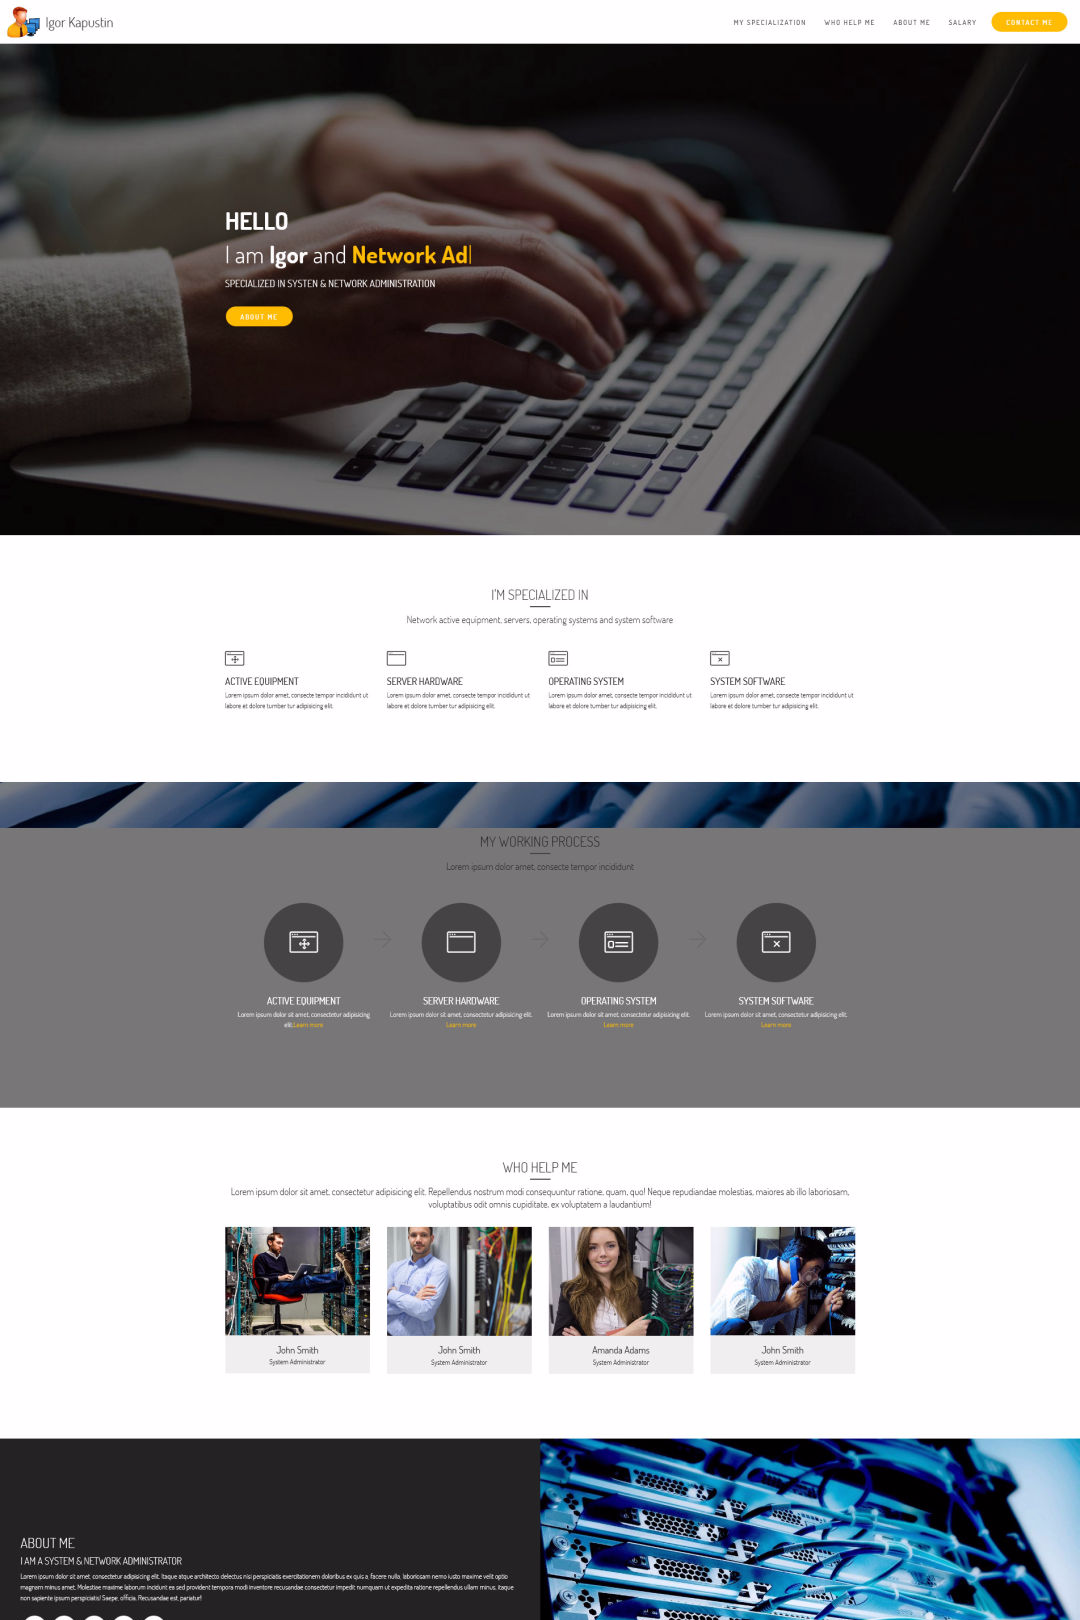 Igor Kapustin
MY SPECIALIZATION WHO HELP ME ABOUT ME SALARY CONTACT ME
HELLO
I am Igor and Network Ad
SPECIALIZED IN SYSTEN & NETWORK ADMINISTRATION
ABOUT ME
I'M SPECIALIZED IN
Network active equipment, servers, operating systems and system software
ACTIVE EQUIPMENT
Lorem ipsum dolor amet, consecte tempor incididunt ut
labore et dolore tumber tur adipisicing elit.
SERVER HARDWARE
Lorem ipsum dolor amet, consecte tempor incididunt ut
labore et dolore tumber tur adipisicing elit.
OPERATING SYSTEM
Lorem ipsum dolor amet, consecte tempor incididunt ut
labore et dolore tumber tur adipisicing elit.
SYSTEM SOFTWARE
Lorem ipsum dolor amet, consecte tempor incididunt ut
labore et dolore tumber tur adipisicing elit.
MY WORKING PROCESS
Lorem ipsum dolor amet, consecte tempor incididunt
ACTIVE EQUIPMENT
Lorem ipsum dolor sit amet, consectetur adipisicing
elit.Learn more
SERVER HARDWARE
Lorem ipsum dolor sit amet, consectetur adipisicing elit.
Learn more
OPERATING SYSTEM
Lorem ipsum dolor sit amet, consectetur adipisicing elit.
Learn more
SYSTEM SOFTWARE
Lorem ipsum dolor sit amet, consectetur adipisicing elit.
Learn more
WHO HELP ME
Lorem ipsum dolor sit amet, consectetur adipisicing elit. Repellendus nostrum modi consequuntur ratione, quam, quo! Neque repudiandae molestias, maiores ab illo laboriosam,
voluptatibus odit omnis cupiditate, ex voluptatem a laudantium!
John Smith
System Administrator
John Smith
System Administrator
Amanda Adams
System Administrator
John Smith
System Administrator
ABOUT ME
I AM A SYSTEM & NETWORK ADMINISTRATOR
Lorem ipsum dolor sit amet, consectetur adipisicing elit. Itaque atque architecto delectus nisi perspiciatis exercitationem doloribus ex quis a, facere nulla, laboriosam nemo iusto maxime velit optio
magnam minus amet. Molestiae maxime laborum incidunt ea sed provident tempora modi inventore recusandae consectetur impedit numquam ut expedita ratione repellendus ullam minus, itaque
non sapiente ipsum perspiciatis! Saepe, officia. Recusandae est, pariatur!